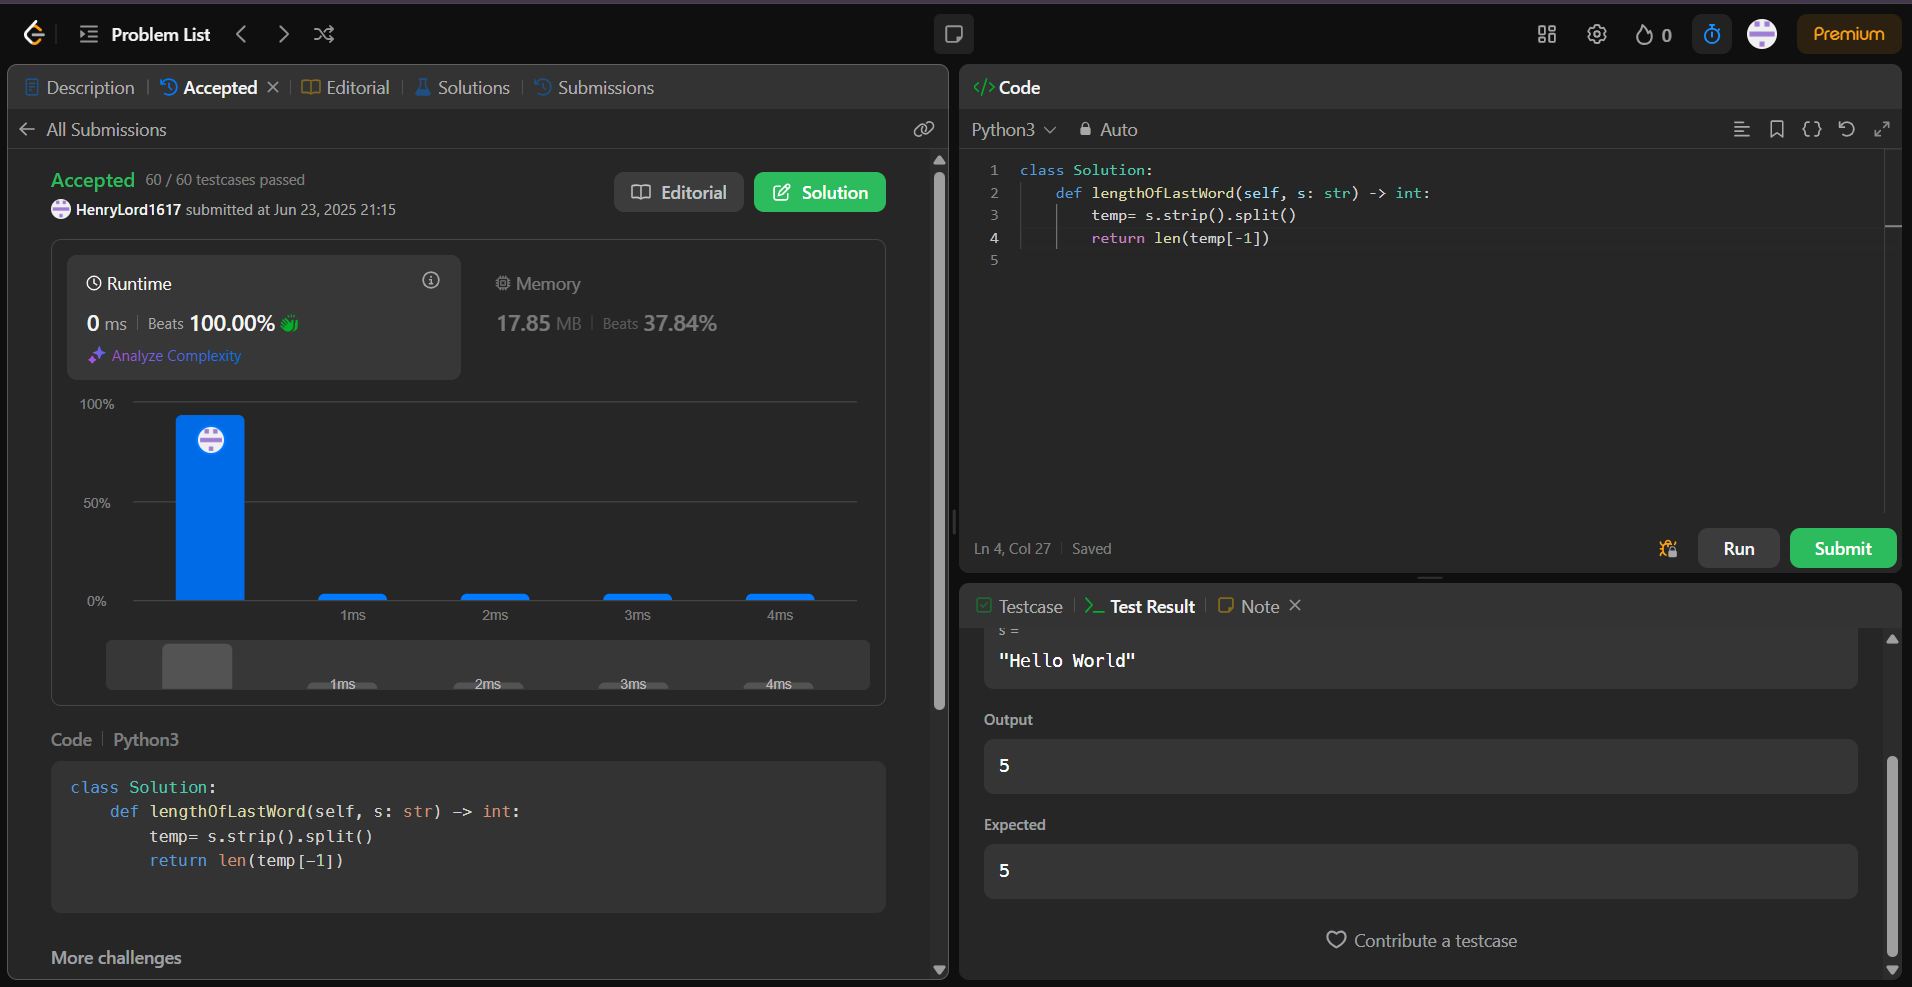 Problem List
0
Premium
Description
Accepted
Editorial
Solutions
Submissions
All Submissions
Accepted 60 / 60 testcases passed
HenryLord1617 submitted at Jun 23, 2025 21:15
Editorial
Solution
Runtime
0 ms Beats 100.00%
Analyze Complexity
Memory
17.85 MB Beats 37.84%
100%
50%
0%
1ms
2ms
3ms
4ms
1ms
2ms
3ms
4ms
Code Python3
class Solution:
    def lengthOfLastWord(self, s: str) -> int:
        temp= s.strip().split()
        return len(temp[-1])
More challenges
</> Code
Python3 Auto
1 class Solution:
2     def lengthOfLastWord(self, s: str) -> int:
3         temp= s.strip().split()
4         return len(temp[-1])
5
Ln 4, Col 27 Saved
Run
Submit
Testcase
Test Result
Note
s =
"Hello World"
Output
5
Expected
5
Contribute a testcase